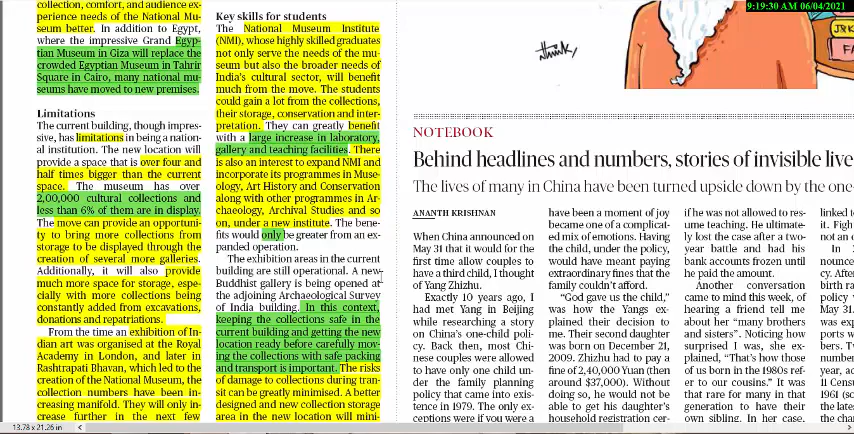 9:19:30 AM 06/04/2021
collection, comfort, and audience ex-
perience needs of the National Mu-
seum better. In addition to Egypt,
where the impressive Grand Egyp-
tian Museum in Giza will replace the
crowded Egyptian Museum in Tahrir
Square in Cairo, many national mu-
seums have moved to new premises.
Limitations
The current building, though impres-
sive, has limitations in being a nation-
al institution. The new location will
provide a space that is over four and
half times bigger than the current
space. The museum has over
2,00,000 cultural collections and
less than 6% of them are in display.
The move can provide an opportuni-
ty to bring more collections from
storage to be displayed through the
creation of several more galleries.
Additionally, it will also provide
much more space for storage, espe-
cially with more collections being
constantly added from excavations,
donations and repatriations.
From the time an exhibition of In-
dian art was organised at the Royal
Academy in London, and later in
Rashtrapati Bhavan, which led to the
creation of the National Museum, the
collection numbers have been in-
creasing manifold. They will only in-
crease further in the next few
Key skills for students
The National Museum Institute
(NMI), whose highly skilled graduates
not only serve the needs of the mu-
seum but also the broader needs of
India's cultural sector, will benefit
much from the move. The students
could gain a lot from the collections,
their storage, conservation and inter-
pretation. They can greatly benefit
with a large increase in laboratory,
gallery and teaching facilities. There
is also an interest to expand NMI and
incorporate its programmes in Muse-
ology, Art History and Conservation
along with other programmes in Ar-
chaeology, Archival Studies and so
on, under a new institute. The bene-
fits would only be greater from an ex-
panded operation.
The exhibition areas in the current
building are still operational. A new
Buddhist gallery is being opened at
the adjoining Archaeological Survey
of India building. In this context,
keeping the collections safe in the
current building and getting the new
location ready before carefully mov-
ing the collections with safe packing
and transport is important. The risks
of damage to collections during tran-
sit can be greatly minimised. A better
designed and new collection storage
area in the new location will mini-
NOTEBOOK
Behind headlines and numbers, stories of invisible live
The lives of many in China have been turned upside down by the one-
ANANTH KRISHNAN
When China announced on
May 31 that it would for the
first time allow couples to
have a third child, I thought
of Yang Zhizhu.
Exactly 10 years ago, I
had met Yang in Beijing
while researching a story
on China's one-child pol-
icy. Back then, most Chi-
nese couples were allowed
to have only one child un-
der the family planning
policy that came into exis-
tence in 1979. The only ex-
ceptions were if you were a
have been a moment of joy
became one of a complicat-
ed mix of emotions. Having
the child, under the policy,
would have meant paying
extraordinary fines that the
family couldn't afford.
"God gave us the child,"
was how the Yangs ex-
plained their decision to
me. Their second daughter
was born on December 21,
2009. Zhizhu had to pay a
fine of 2,40,000 Yuan (then
around $37,000). Without
doing so, he would not be
able to get his daughter's
household registration cer-
if he was not allowed to res-
ume teaching. He ultimate-
ly lost the case after a two-
year battle and had his
bank accounts frozen until
he paid the amount.
Another conversation
came to mind this week, of
hearing a friend tell me
about her "many brothers
and sisters". Noticing how
surprised I was, she ex-
plained, "That's how those
of us born in the 1980s ref-
er to our cousins." It was
that rare for many in that
generation to have their
own sibling. In her case,
linked t
it. Figh
not an o
In
nounce
cy. Afte
birth ra
policy
May 31.
was exp
ports w
bers. T
number
year, ac
11 Cens
1961 (sc
the late
the cha
13.78 x 21.26 in